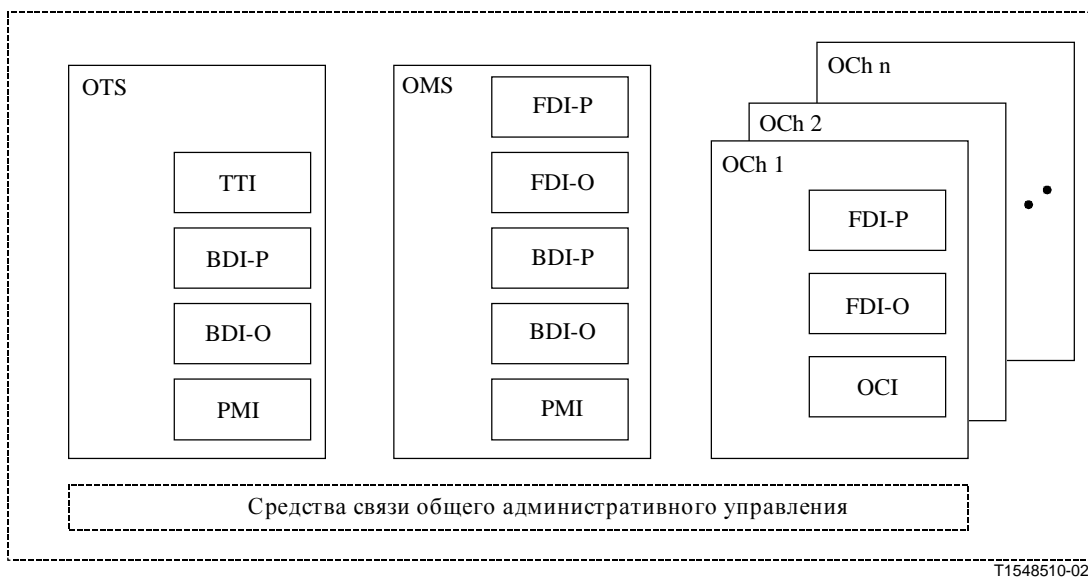 OTS
TTI
BDI-P
BDI-O
PMI
OMS
FDI-P
FDI-O
BDI-P
BDI-O
PMI
OCh n
OCh 2
OCh 1
FDI-P
FDI-O
OCI
Средства связи общего административного управления
T1548510-02